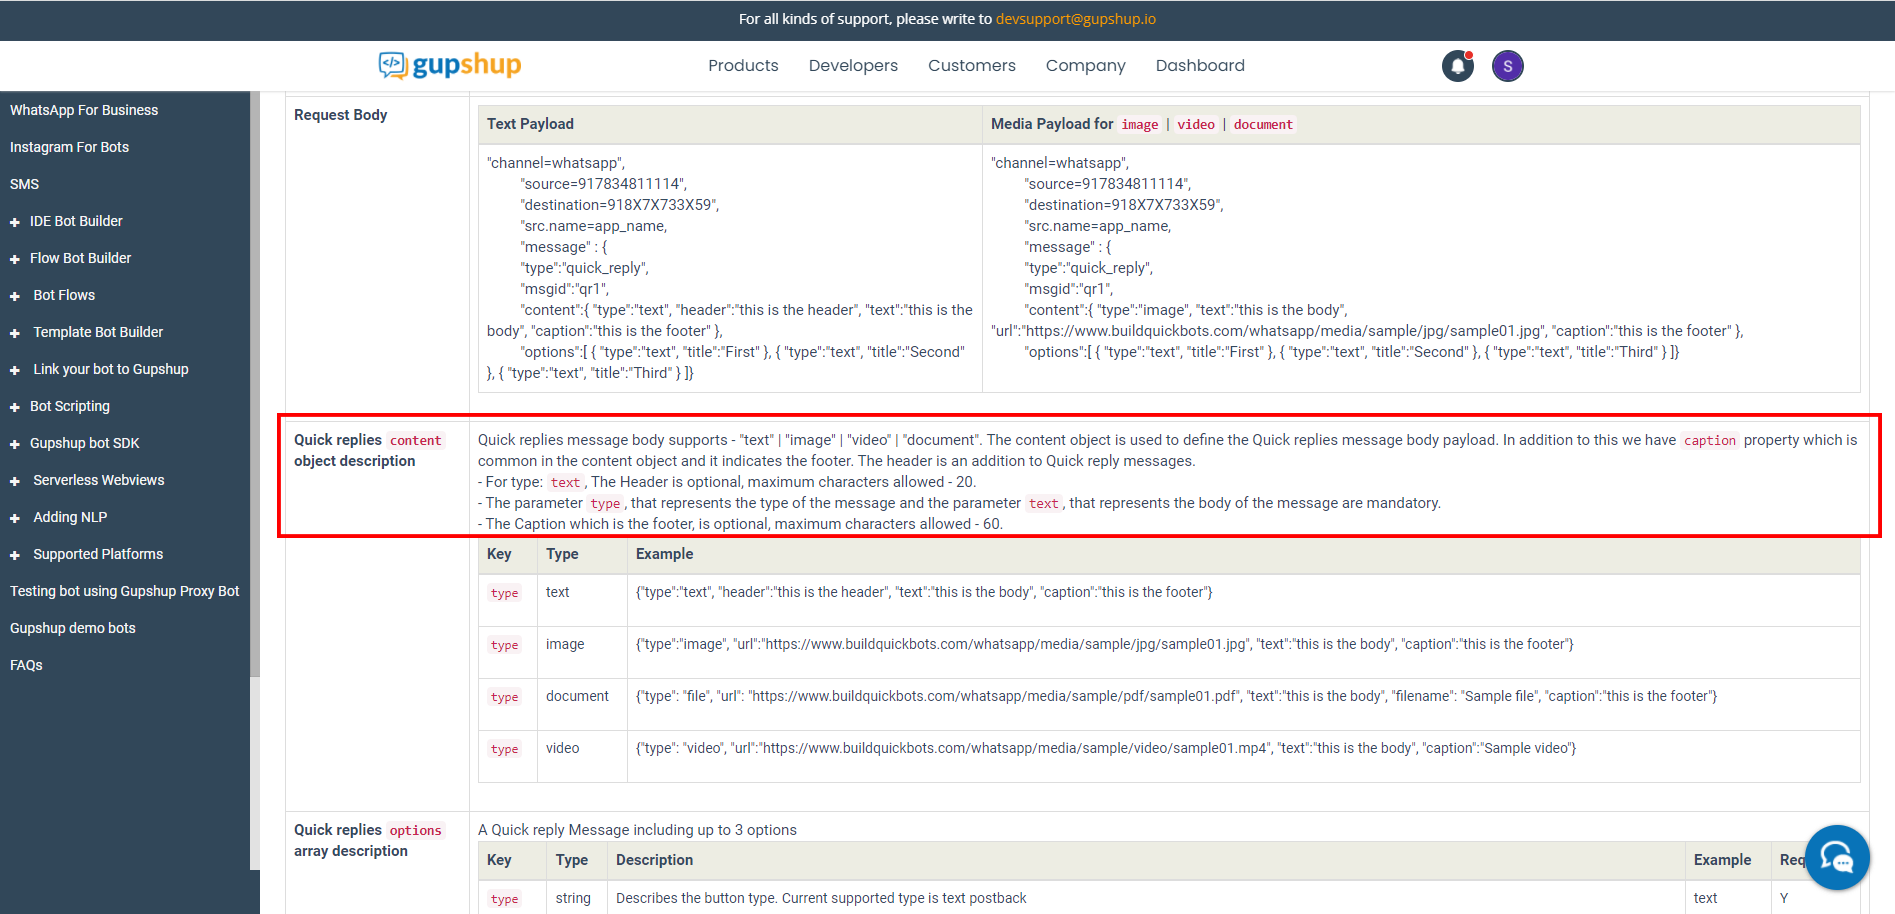 For all kinds of support, please write to devsupport@gupshup.io
gupshup
Products Developers Customers Company Dashboard
S
WhatsApp For Business
Instagram For Bots
SMS
IDE Bot Builder
Flow Bot Builder
Bot Flows
Template Bot Builder
Link your bot to Gupshup
Bot Scripting
Gupshup bot SDK
Serverless Webviews
Adding NLP
Supported Platforms
Testing bot using Gupshup Proxy Bot
Gupshup demo bots
FAQs
Request Body
Text Payload
"channel=whatsapp",
"source=917834811114",
"destination=918X7X733X59",
"src.name=app_name,
"message" : {
"type":"quick_reply",
"msgid":"qr1",
"content":{ "type":"text", "header":"this is the header", "text":"this is the
body", "caption":"this is the footer" },
"options":[ { "type":"text", "title":"First" }, { "type":"text", "title":"Second"
}, { "type":"text", "title":"Third" } ]}
Media Payload for image | video | document
"channel=whatsapp",
"source=917834811114",
"destination=918X7X733X59",
"src.name=app_name,
"message" : {
"type":"quick_reply",
"msgid":"qr1",
"content":{ "type":"image", "text":"this is the body",
"url":"https://www.buildquickbots.com/whatsapp/media/sample/jpg/sample01.jpg", "caption":"this is the footer" },
"options":[ { "type":"text", "title":"First" }, { "type":"text", "title":"Second" }, { "type":"text", "title":"Third" } ]}
Quick replies content
object description
Quick replies message body supports - "text" | "image" | "video" | "document". The content object is used to define the Quick replies message body payload. In addition to this we have caption property which is
common in the content object and it indicates the footer. The header is an addition to Quick reply messages.
- For type: text, The Header is optional, maximum characters allowed - 20.
- The parameter type, that represents the type of the message and the parameter text, that represents the body of the message are mandatory.
- The Caption which is the footer, is optional, maximum characters allowed - 60.
Key Type Example
type text {"type":"text", "header":"this is the header", "text":"this is the body", "caption":"this is the footer"}
type image {"type":"image", "url":"https://www.buildquickbots.com/whatsapp/media/sample/jpg/sample01.jpg", "text":"this is the body", "caption":"this is the footer"}
type document {"type": "file", "url": "https://www.buildquickbots.com/whatsapp/media/sample/pdf/sample01.pdf", "text":"this is the body", "filename": "Sample file", "caption":"this is the footer"}
type video {"type": "video", "url":"https://www.buildquickbots.com/whatsapp/media/sample/video/sample01.mp4", "text":"this is the body", "caption":"Sample video"}
Quick replies options
array description
A Quick reply Message including up to 3 options
Key Type Description Example Req
type string Describes the button type. Current supported type is text postback text Y